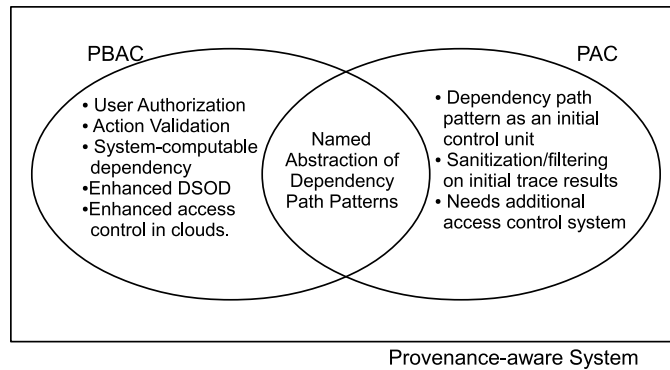 PBAC
PAC
• User Authorization
• Action Validation
• System-computable
dependency
• Enhanced DSOD
• Enhanced access
control in clouds.
Named
Abstraction of
Dependency
Path Patterns
• Dependency path
pattern as an initial
control unit
• Sanitization/filtering
on initial trace results
• Needs additional
access control system
Provenance-aware System